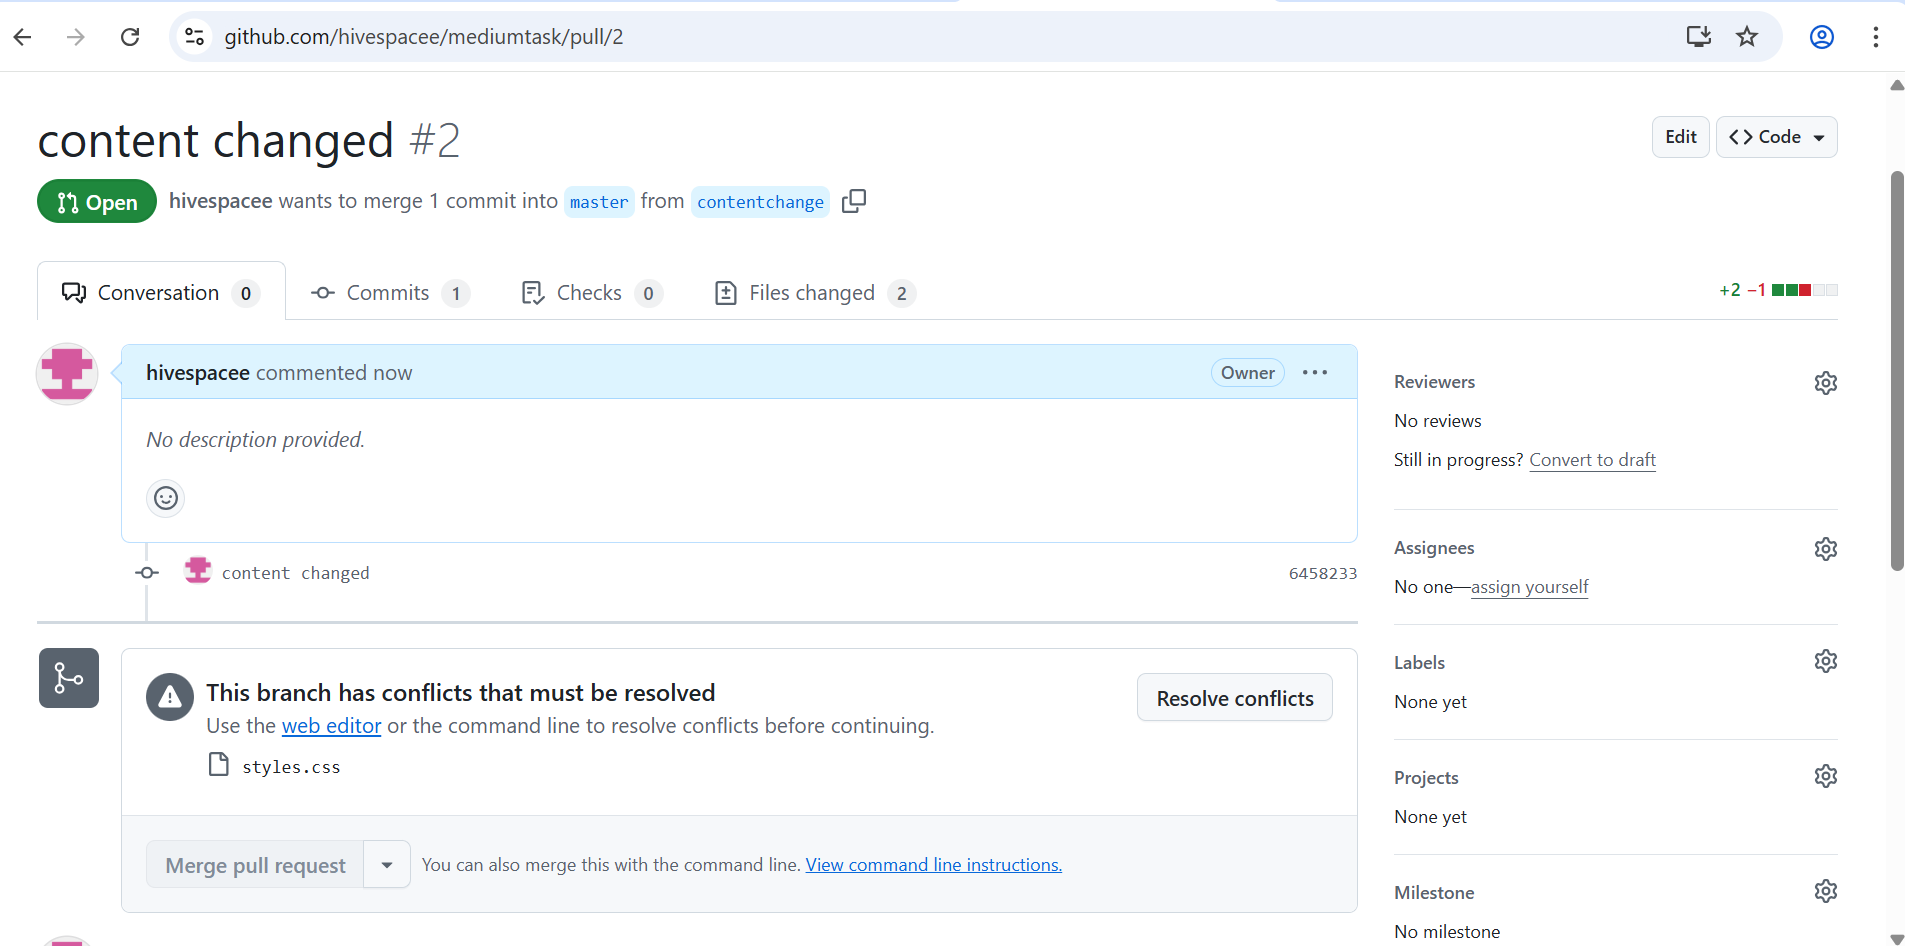 github.com/hivespacee/mediumtask/pull/2
content changed #2
Edit
Code
Open
hivespacee wants to merge 1 commit into master from contentchange
Conversation 0
Commits 1
Checks 0
Files changed 2
+2 −1
hivespacee commented now
Owner
No description provided.
content changed
6458233
This branch has conflicts that must be resolved
Use the web editor or the command line to resolve conflicts before continuing.
styles.css
Resolve conflicts
Merge pull request
You can also merge this with the command line. View command line instructions.
Reviewers
No reviews
Still in progress? Convert to draft
Assignees
No one—assign yourself
Labels
None yet
Projects
None yet
Milestone
No milestone